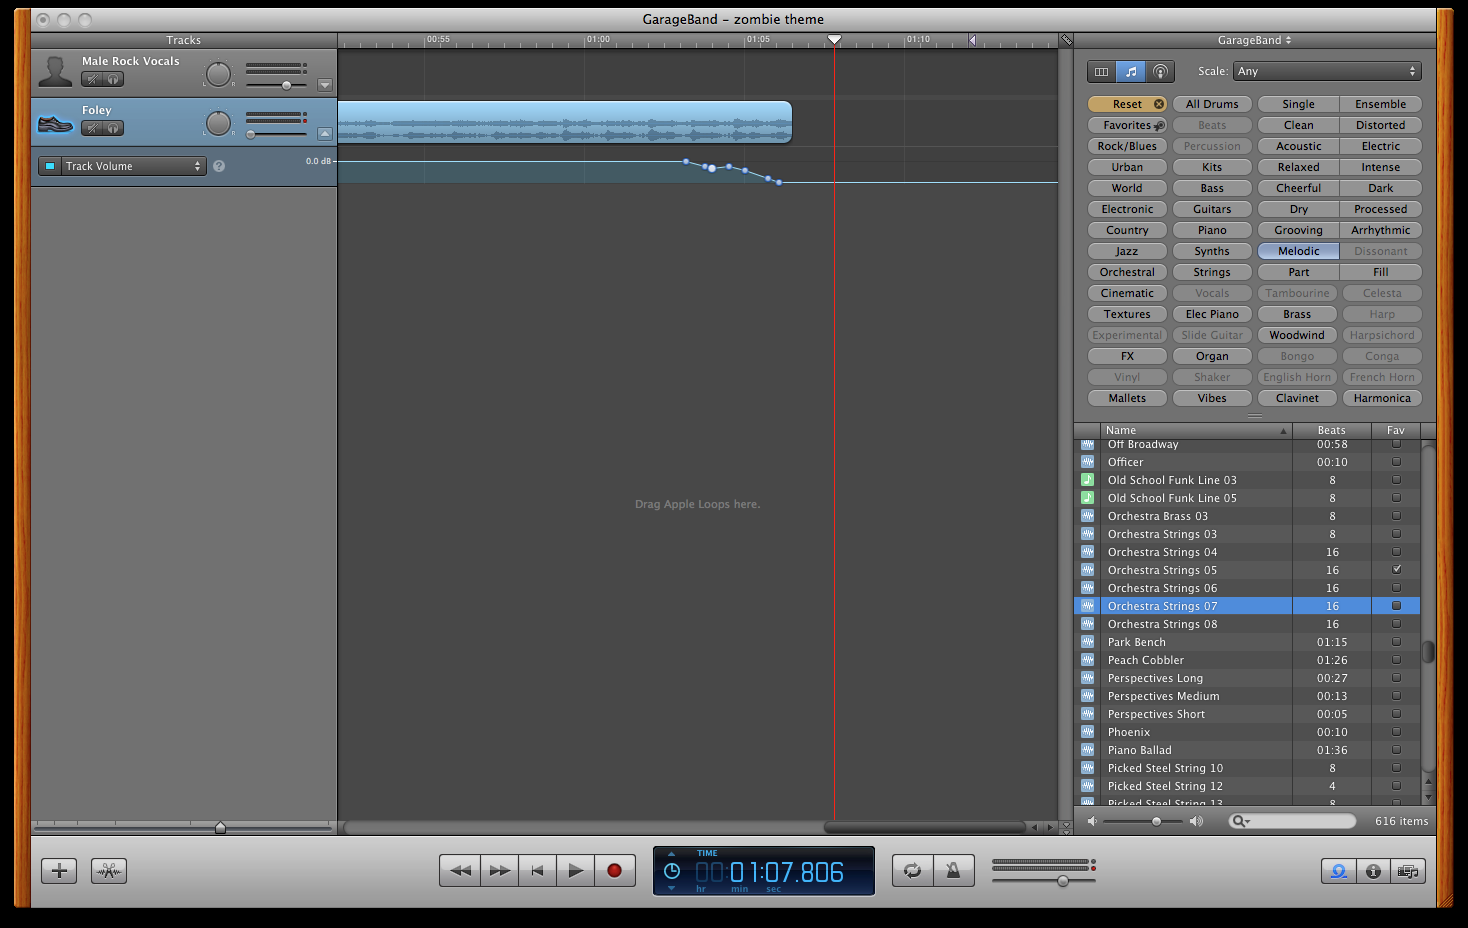 GarageBand – zombie theme
Tracks
00:55
01:00
01:05
01:10
GarageBand
Male Rock Vocals
L R
Foley
L R
Track Volume
?
0.0 dB
Drag Apple Loops here.
Scale: Any
Reset All Drums Single Ensemble
Favorites Beats Clean Distorted
Rock/Blues Percussion Acoustic Electric
Urban Kits Relaxed Intense
World Bass Cheerful Dark
Electronic Guitars Dry Processed
Country Piano Grooving Arrhythmic
Jazz Synths Melodic Dissonant
Orchestral Strings Part Fill
Cinematic Vocals Tambourine Celesta
Textures Elec Piano Brass Harp
Experimental Slide Guitar Woodwind Harpsichord
FX Organ Bongo Conga
Vinyl Shaker English Horn French Horn
Mallets Vibes Clavinet Harmonica
Name Beats Fav
Off Broadway 00:58
Officer 00:10
Old School Funk Line 03 8
Old School Funk Line 05 8
Orchestra Brass 03 8
Orchestra Strings 03 8
Orchestra Strings 04 16
Orchestra Strings 05 16
Orchestra Strings 06 16
Orchestra Strings 07 16
Orchestra Strings 08 16
Park Bench 01:15
Peach Cobbler 01:26
Perspectives Long 00:27
Perspectives Medium 00:13
Perspectives Short 00:05
Phoenix 00:10
Piano Ballad 01:36
Picked Steel String 10 8
Picked Steel String 12 4
Picked Steel String 13 8
616 items
TIME
00:01:07.806
hr min sec